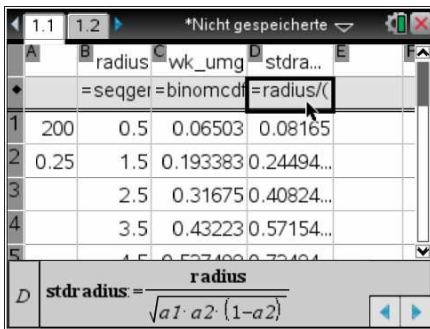 1.1 1.2 *Nicht gespeicherte
A B radius C wk_umg D stdra... E F
=seqger =binomcdf =radius/(
1 200 0.5 0.06503 0.08165
2 0.25 1.5 0.193383 0.24494...
3 2.5 0.31675 0.40824...
4 3.5 0.43223 0.57154...
5
D stdradius:= radius / √a1·a2·(1−a2)